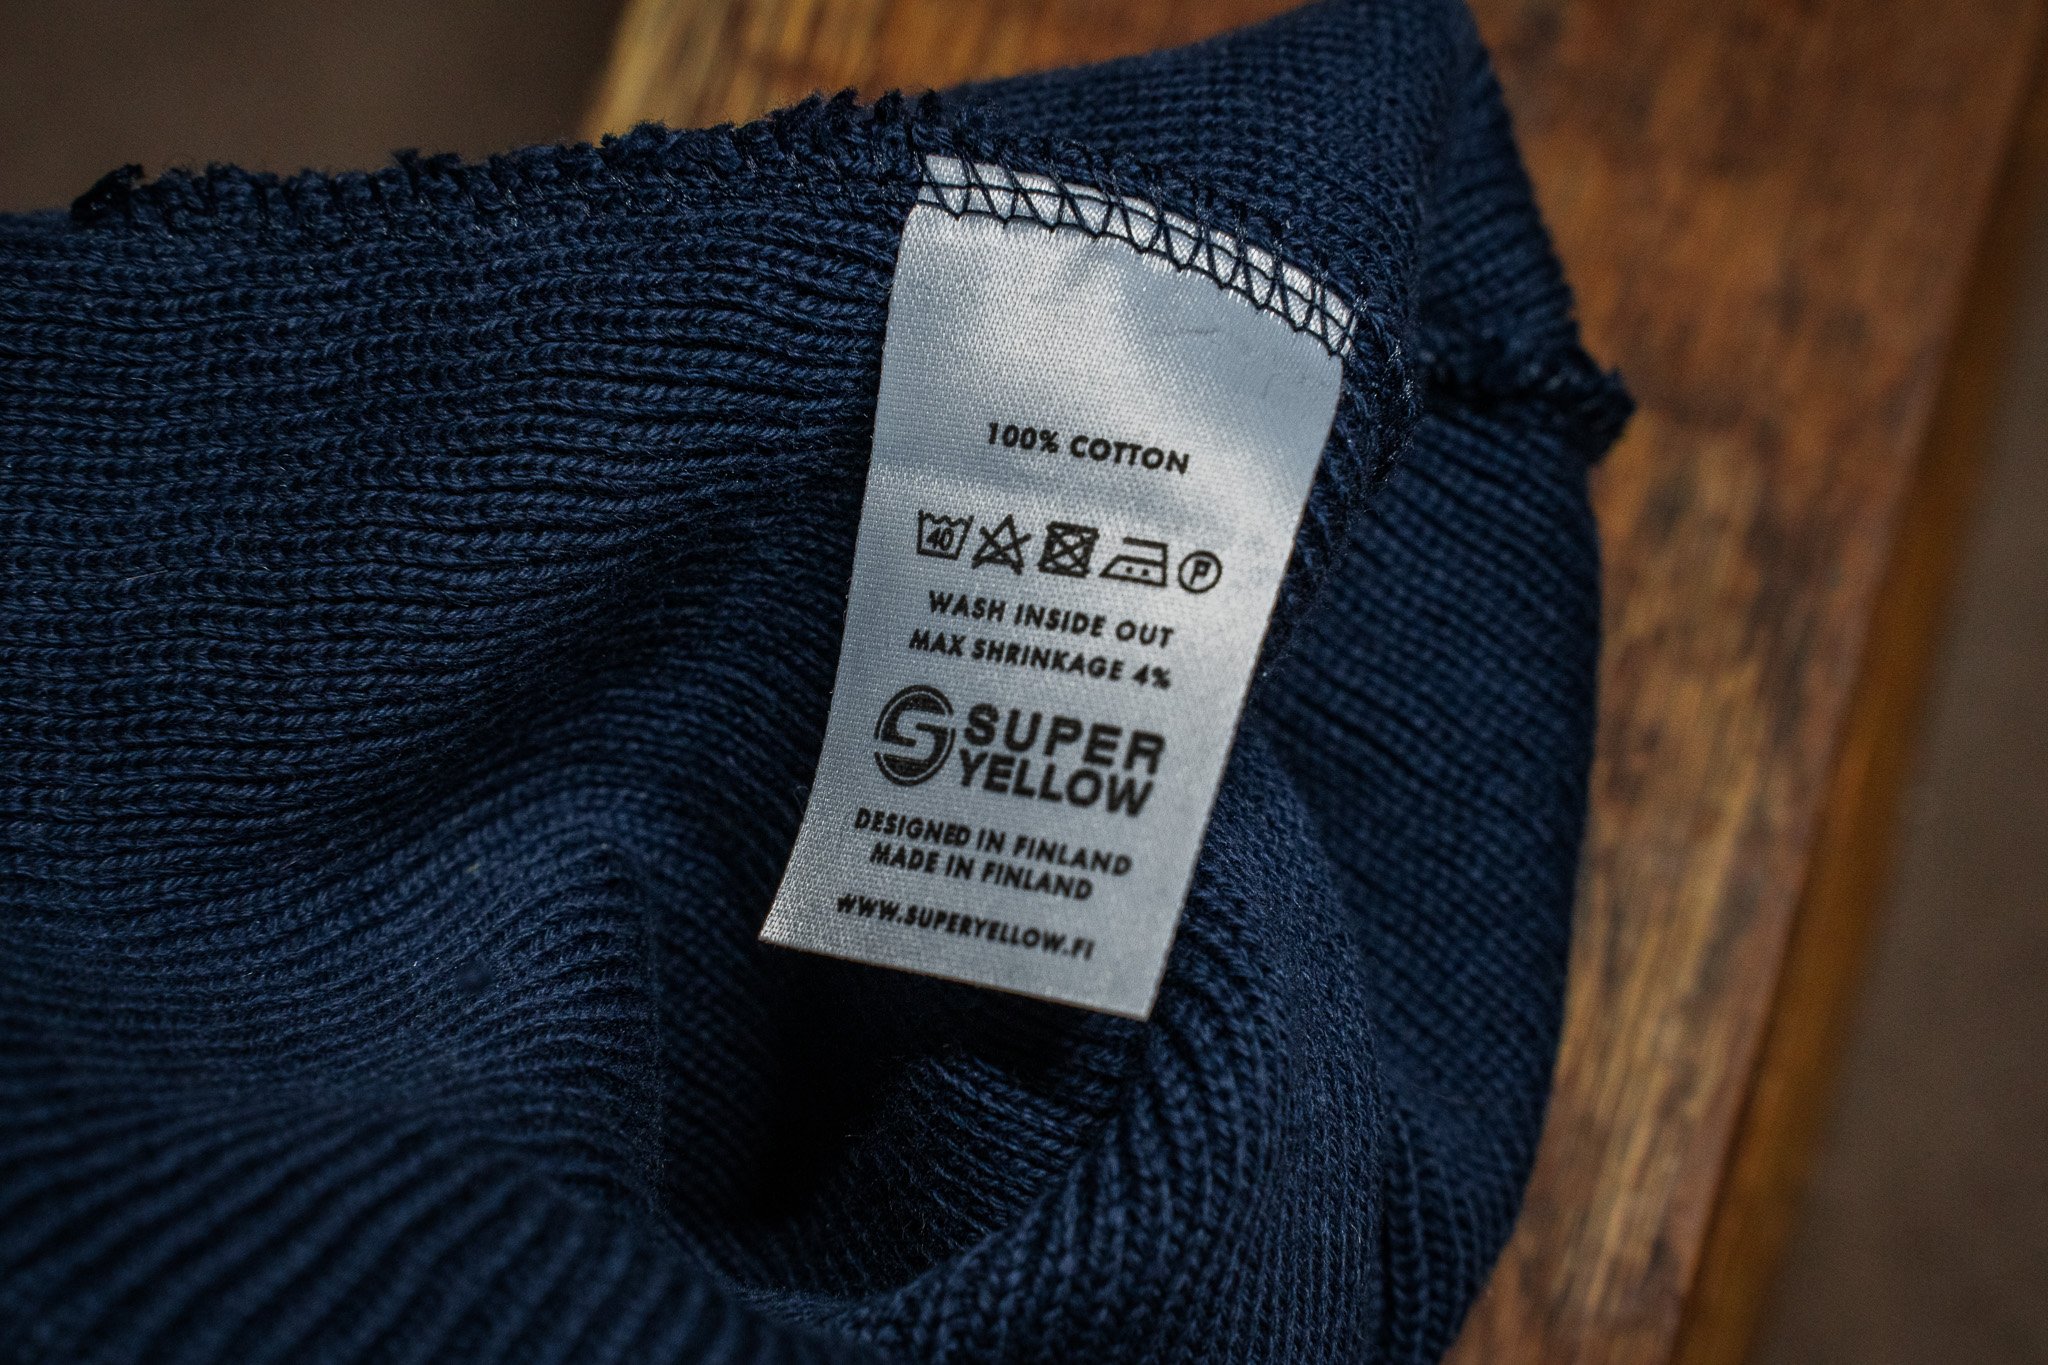 100% COTTON
40 P
WASH INSIDE OUT
MAX SHRINKAGE 4%
SUPER
YELLOW
DESIGNED IN FINLAND
MADE IN FINLAND
WWW.SUPERYELLOW.FI